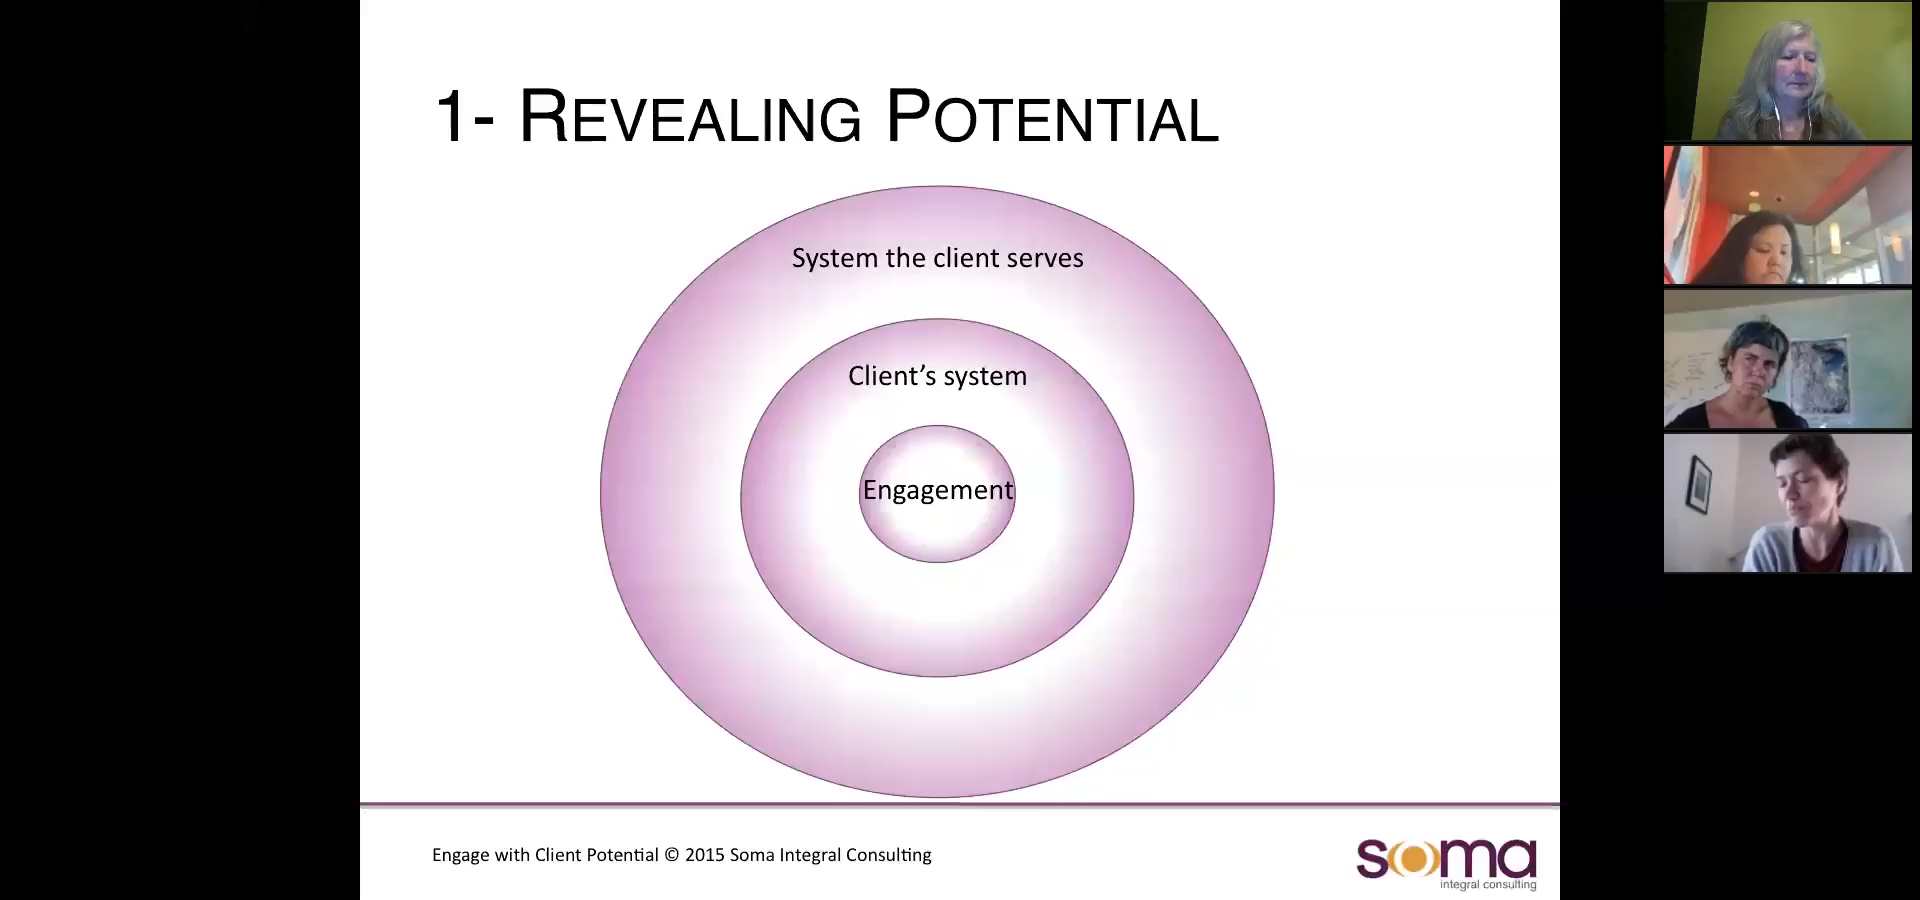 1- REVEALING POTENTIAL
System the client serves
Client’s system
Engagement
Engage with Client Potential © 2015 Soma Integral Consulting
soma
integral consulting